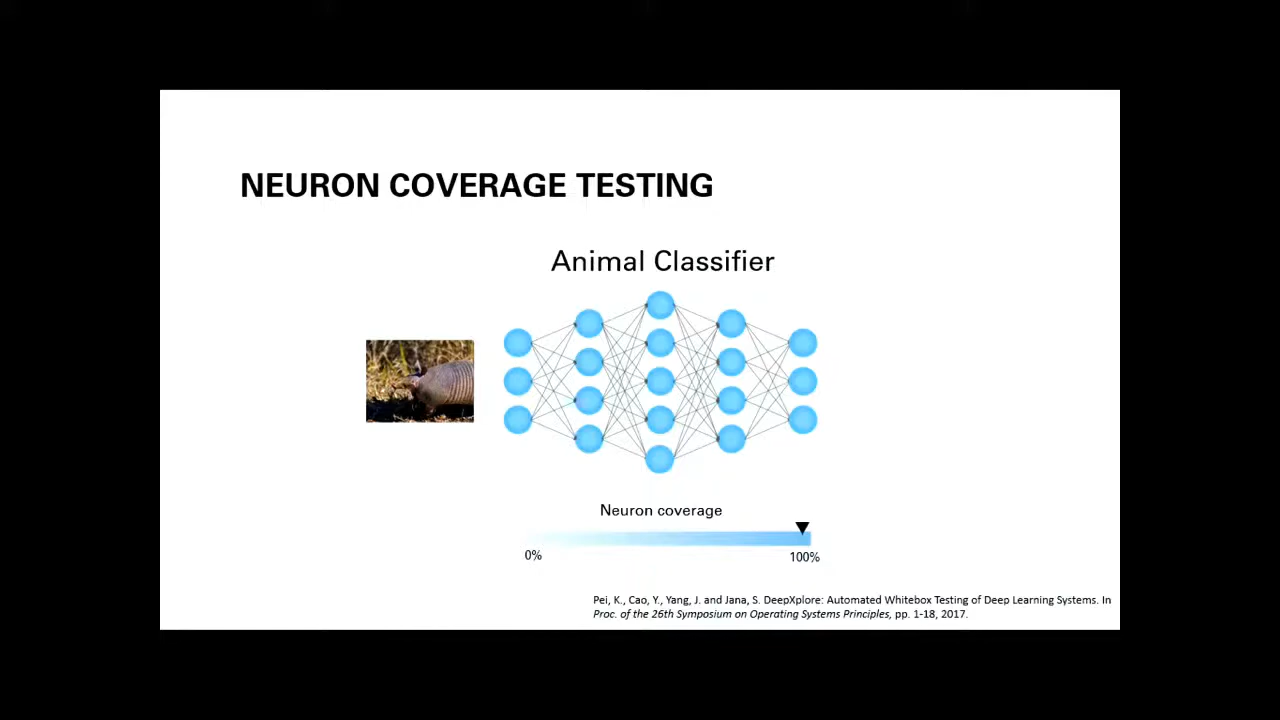 NEURON COVERAGE TESTING
Animal Classifier
Neuron coverage
0%
100%
Pei, K., Cao, Y., Yang, J. and Jana, S. DeepXplore: Automated Whitebox Testing of Deep Learning Systems. In
Proc. of the 26th Symposium on Operating Systems Principles, pp. 1-18, 2017.